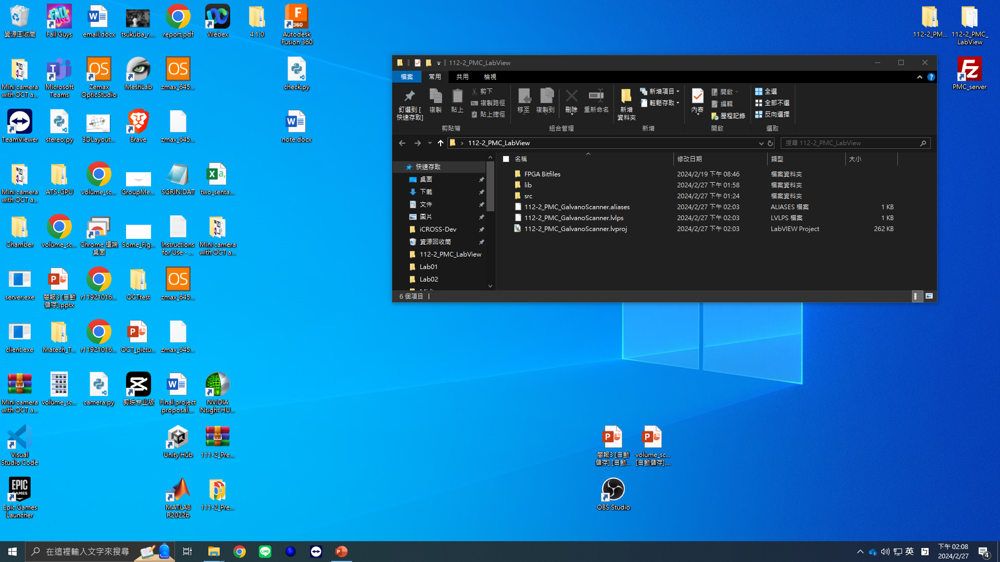 資源回收筒
Fall Guys
email.docx
tsukuba_r...
report.pdf
Webex
4.1.0
Autodesk
Fusion 360
112-2_PM...
112-2_PMC_
LabView
Mini camera
with OCT a...
Microsoft
Teams
Zemax
OpticStudio
MeshLab
zmax_645...
check.py
PMC_server
TeamViewer
stereo.py
3DLayout...
Brave
zmax_645...
note.docx
Mini camera
with OCT a...
ATS-GPU
volume_sc...
GroupMe...
SGRIN.DAT
two_senta...
Chamber
volume_sc...
Chrome 遠端
桌面
Some_Fig...
Instructions
for Use - ...
Mini camera
with OCT a...
server.exe
簡報3 [自動
儲存].pptx
r11921016...
OCTtest
zmax_645...
client.exe
Matech_T...
r11921016...
OCT_pictu...
zmax_645...
Mini camera
with OCT a...
volume_sc...
camera.py
剪映专业版
Final project
proposal....
NVIDIA
Nsight HU...
Visual
Studio Code
Unity Hub
111-2_Pre...
Epic Games
Launcher
MATLAB
R2022b
111-2_Pre...
簡報3 [自動
儲存] [自動...
volume_sc...
[自動儲存]....
OBS Studio
112-2_PMC_LabView
檔案 常用 共用 檢視
釘選到 [
快速存取]
複製
貼上
剪下
複製路徑
貼上捷徑
剪貼簿
移至
複製到
刪除
重新命名
組合管理
新增
資料夾
新增項目
輕鬆存取
新增
內容
開啟
編輯
歷程記錄
開啟
全選
全部不選
反向選擇
選取
112-2_PMC_LabView
搜尋 112-2_PMC_LabView
快速存取
桌面
下載
文件
圖片
iCROSS-Dev
資源回收筒
112-2_PMC_LabView
Lab01
Lab02
名稱 修改日期 類型 大小
FPGA Bitfiles 2024/2/19 下午 08:46 檔案資料夾
lib 2024/2/27 下午 01:58 檔案資料夾
src 2024/2/27 下午 01:24 檔案資料夾
112-2_PMC_GalvanoScanner.aliases 2024/2/27 下午 02:03 ALIASES 檔案 1 KB
112-2_PMC_GalvanoScanner.lvlps 2024/2/27 下午 02:03 LVLPS 檔案 1 KB
112-2_PMC_GalvanoScanner.lvproj 2024/2/27 下午 02:03 LabVIEW Project 262 KB
6 個項目
在這裡輸入文字來搜尋
英
下午 02:08
2024/2/27
4